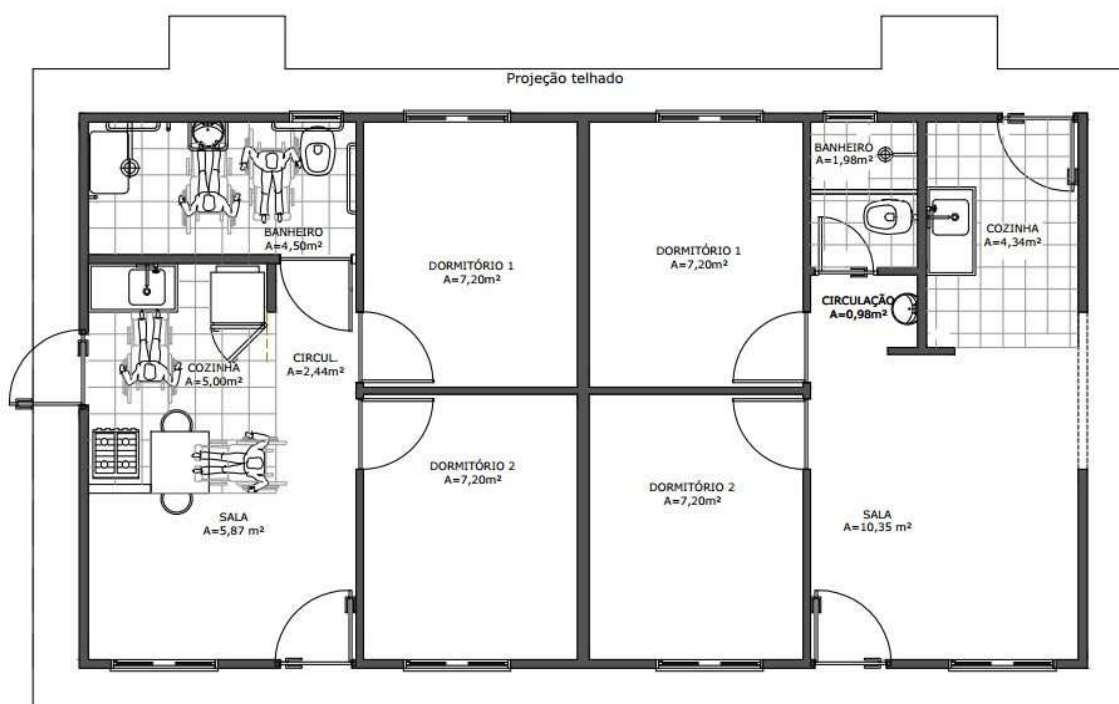 Projeção telhado
BANHEIRO
A=4,50m²
DORMITÓRIO 1
A=7,20m²
DORMITÓRIO 1
A=7,20m²
BANHEIRO
A=1,98m²
COZINHA
A=4,34m²
CIRCULAÇÃO
A=0,98m²
COZINHA
A=5,00m²
CIRCUL.
A=2,44m²
DORMITÓRIO 2
A=7,20m²
DORMITÓRIO 2
A=7,20m²
SALA
A=5,87 m²
SALA
A=10,35 m²